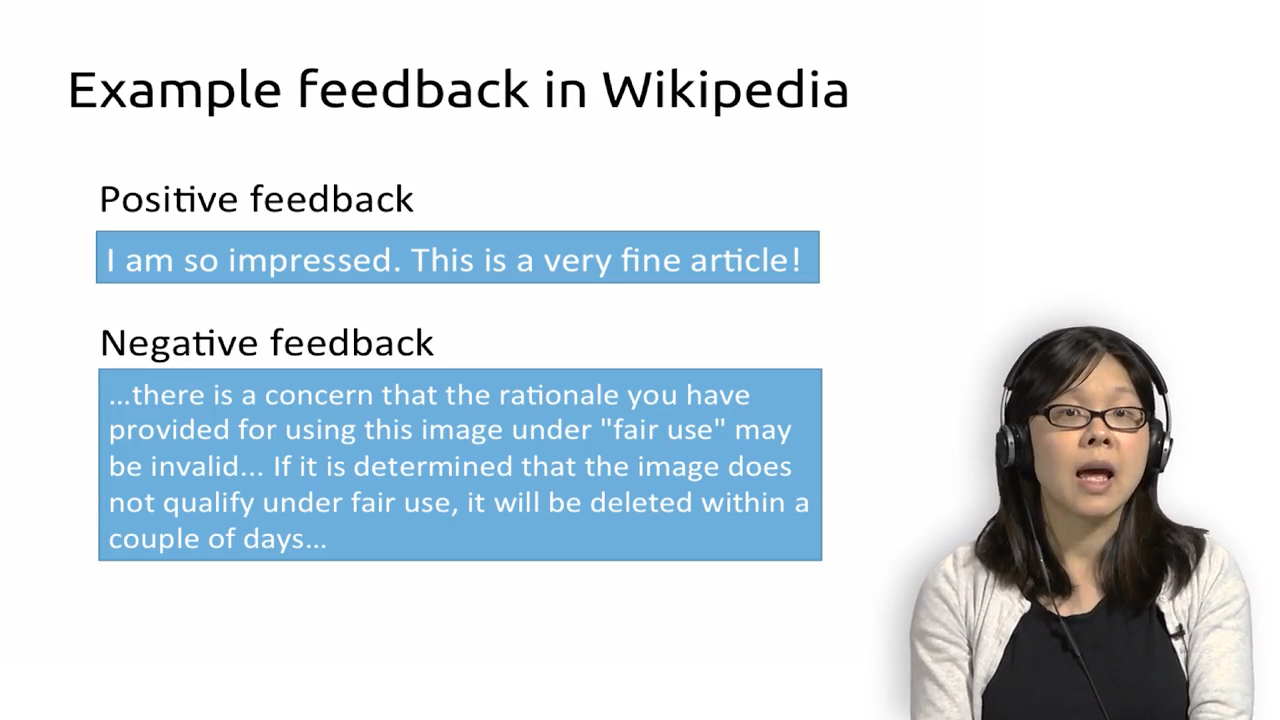 Example feedback in Wikipedia
Positive feedback
I am so impressed. This is a very fine article!
Negative feedback
...there is a concern that the rationale you have
provided for using this image under "fair use" may
be invalid... If it is determined that the image does
not qualify under fair use, it will be deleted within a
couple of days...